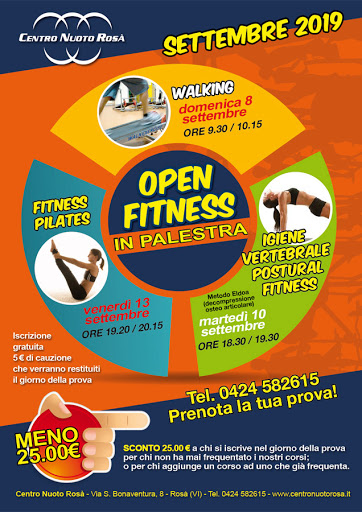 CENTRO NUOTO ROSÀ
SETTEMBRE 2019
WALKING
domenica 8
settembre
ORE 9.30 / 10.15
OPEN
FITNESS
IN PALESTRA
FITNESS
PILATES
venerdì 13
settembre
ORE 19.20 / 20.15
IGIENE
VERTEBRALE
POSTURAL
FITNESS
Metodo Eldoa
(decompressione
osteo articolare)
martedì 10
settembre
ORE 18.30 / 19.30
Iscrizione
gratuita
5 € di cauzione
che verranno restituiti
il giorno della prova
Tel. 0424 582615
Prenota la tua prova!
MENO
25.00€
SCONTO 25.00 € a chi si iscrive nel giorno della prova
per chi non ha mai frequentato i nostri corsi;
o per chi aggiunge un corso ad uno che già frequenta.
Centro Nuoto Rosà - Via S. Bonaventura, 8 - Rosà (VI) - Tel. 0424 582615 - www.centronuotorosa.it